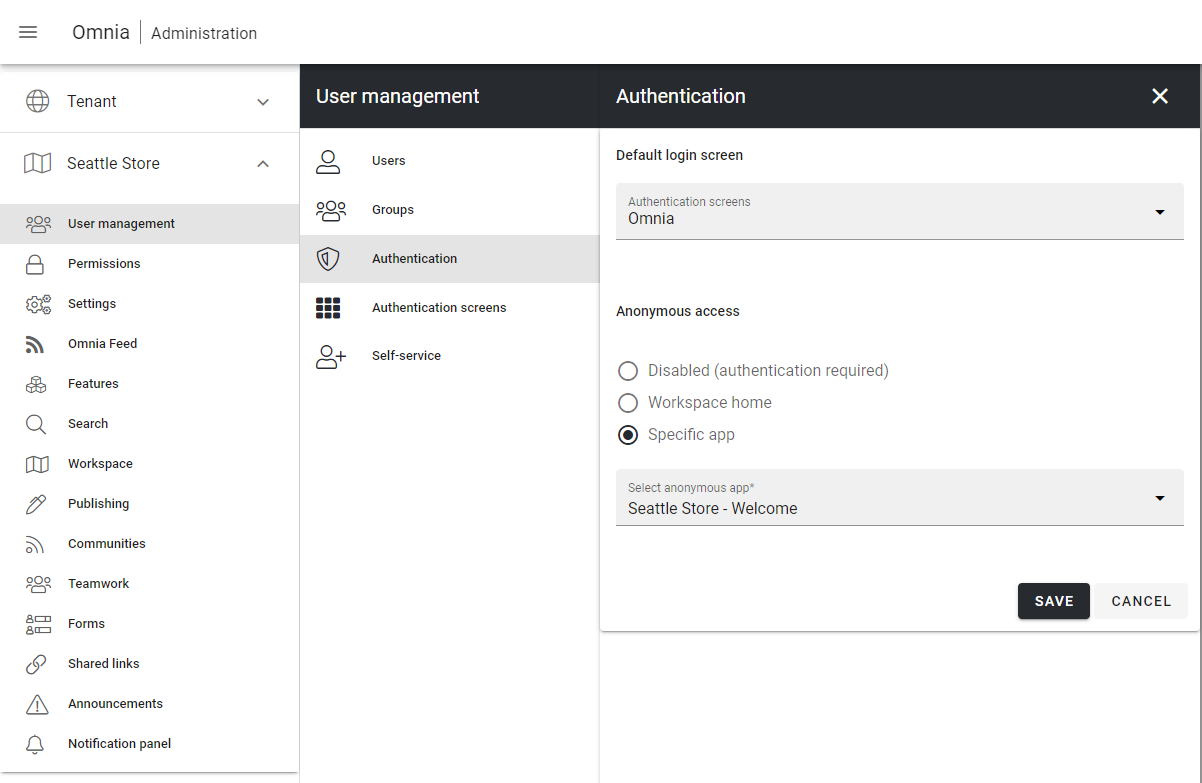 Omnia
Administration
Tenant
Seattle Store
User management
Permissions
Settings
Omnia Feed
Features
Search
Workspace
Publishing
Communities
Teamwork
Forms
Shared links
Announcements
Notification panel
User management
Users
Groups
Authentication
Authentication screens
Self-service
Authentication
Default login screen
Authentication screens
Omnia
Anonymous access
Disabled (authentication required)
Workspace home
Specific app
Select anonymous app*
Seattle Store - Welcome
SAVE
CANCEL